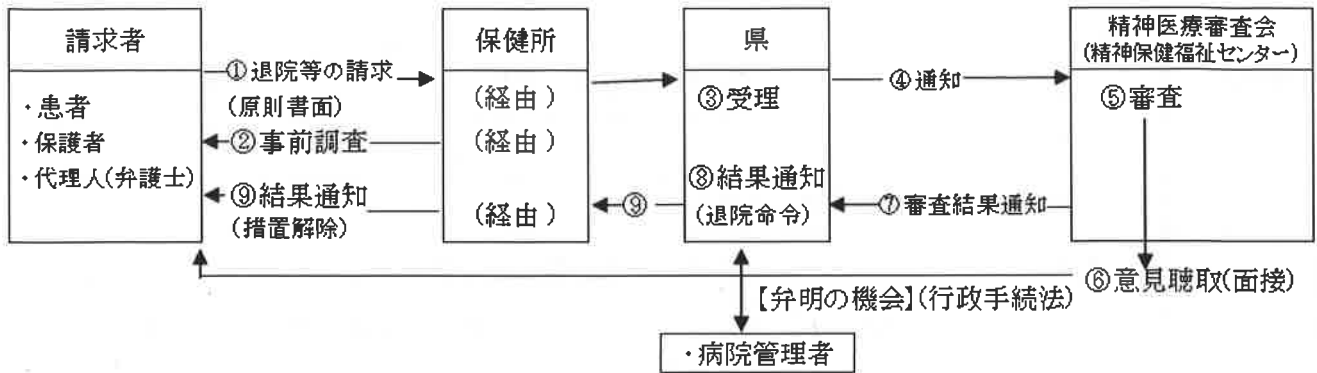 請求者
・患者
・保護者
・代理人(弁護士)
①退院等の請求
(原則書面)
②事前調査
⑨結果通知
(措置解除)
保健所
(経由)
(経由)
(経由)
県
③受理
⑧結果通知
(退院命令)
⑨
④通知
⑦審査結果通知
精神医療審査会
(精神保健福祉センター)
⑤審査
⑥意見聴取(面接)
【弁明の機会】(行政手続法)
・病院管理者